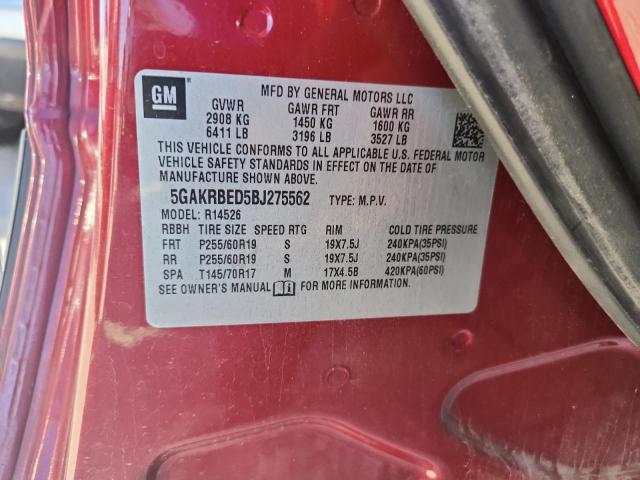 GM
MFD BY GENERAL MOTORS LLC
GVWR GAWR FRT GAWR RR
2908 KG 1450 KG 1600 KG
6411 LB 3196 LB 3527 LB
THIS VEHICLE CONFORMS TO ALL APPLICABLE U.S. FEDERAL MOTOR
VEHICLE SAFETY STANDARDS IN EFFECT ON THE DATE OF
MANUFACTURE SHOWN ABOVE.
5GAKRBED5BJ275562 TYPE: M.P.V.
MODEL: R14526
RBBH TIRE SIZE SPEED RTG RIM COLD TIRE PRESSURE
FRT P255/60R19 S 19X7.5J 240KPA(35PSI)
RR P255/60R19 S 19X7.5J 240KPA(35PSI)
SPA T145/70R17 M 17X4.5B 420KPA(60PSI)
SEE OWNER'S MANUAL FOR MORE INFORMATION.